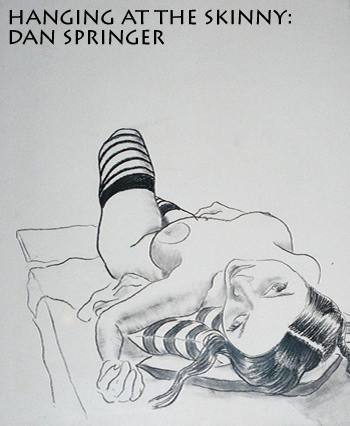 HANGING AT THE SKINNY:
DAN SPRINGER